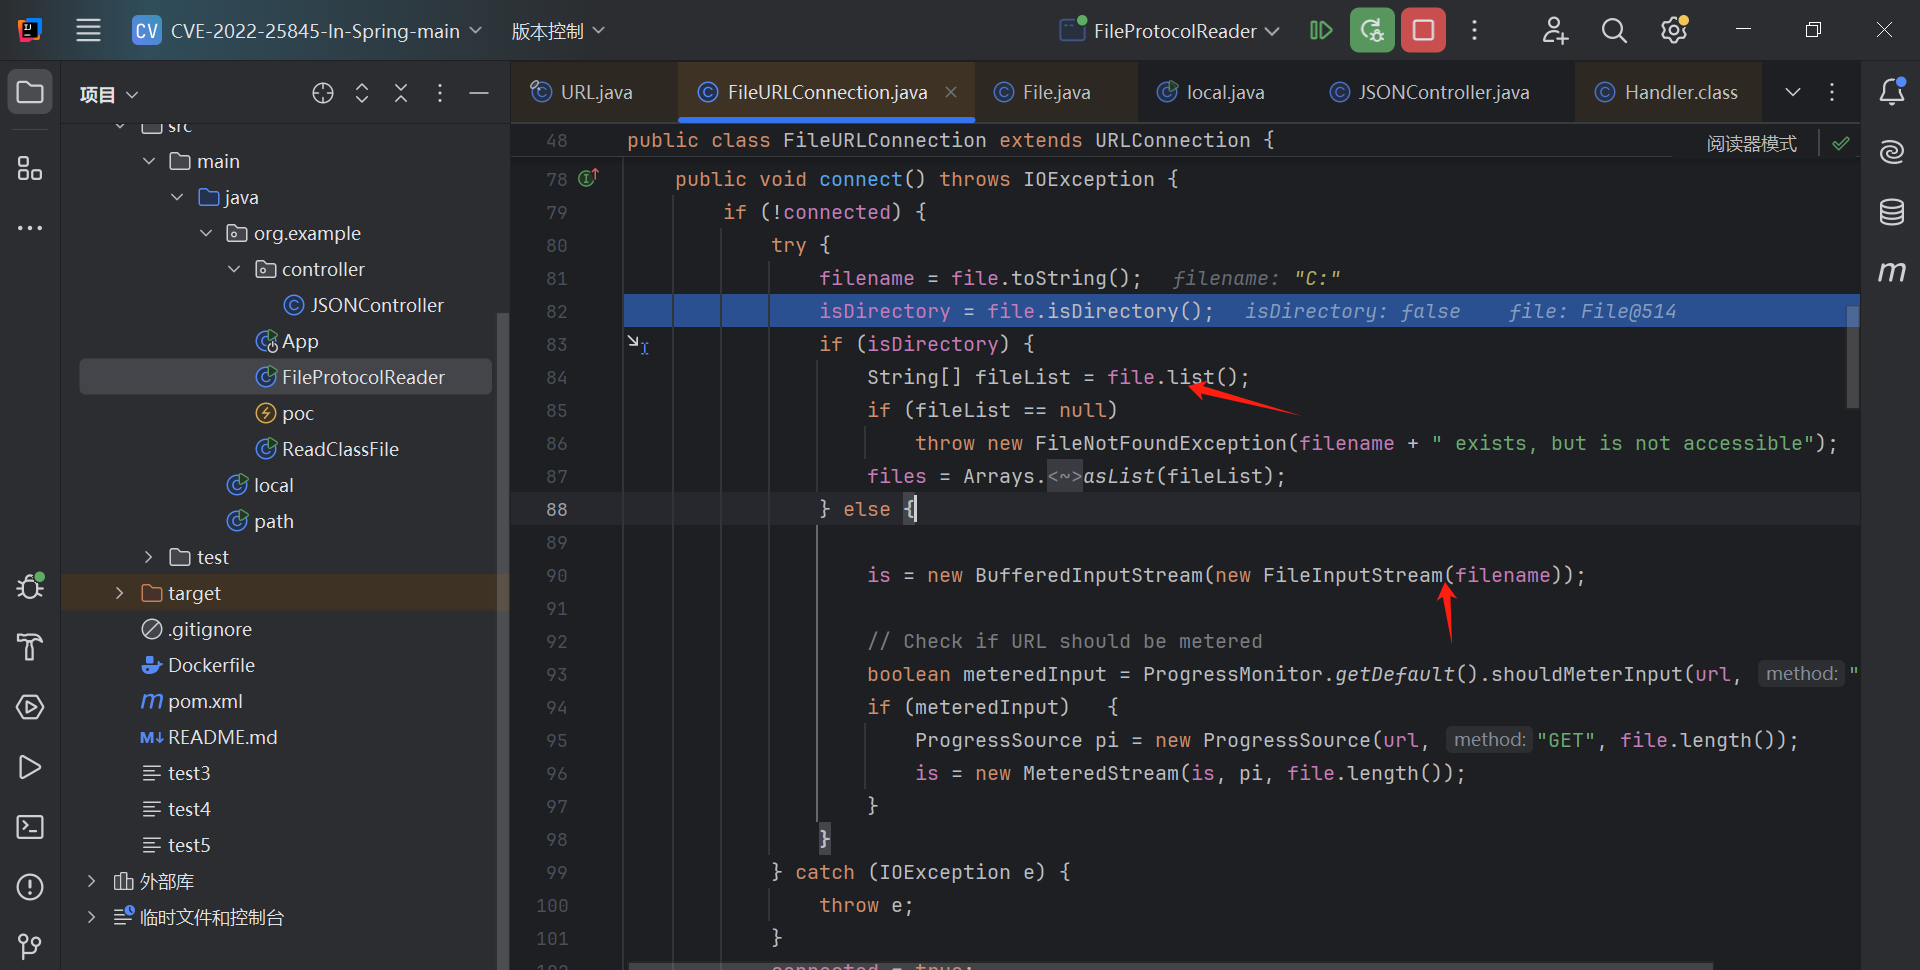 CV CVE-2022-25845-In-Spring-main 版本控制 FileProtocolReader
项目
URL.java FileURLConnection.java File.java local.java JSONController.java Handler.class
src
main
java
org.example
controller
JSONController
App
FileProtocolReader
poc
ReadClassFile
local
path
test
target
.gitignore
Dockerfile
m pom.xml
M↓ README.md
test3
test4
test5
外部库
临时文件和控制台
阅读器模式
48 public class FileURLConnection extends URLConnection {
78 public void connect() throws IOException {
79 if (!connected) {
80 try {
81 filename = file.toString(); filename: "C:"
82 isDirectory = file.isDirectory(); isDirectory: false file: File@514
83 if (isDirectory) {
84 String[] fileList = file.list();
85 if (fileList == null)
86 throw new FileNotFoundException(filename + " exists, but is not accessible");
87 files = Arrays.<~>asList(fileList);
88 } else {
89
90 is = new BufferedInputStream(new FileInputStream(filename));
91
92 // Check if URL should be metered
93 boolean meteredInput = ProgressMonitor.getDefault().shouldMeterInput(url, method: "
94 if (meteredInput) {
95 ProgressSource pi = new ProgressSource(url, method: "GET", file.length());
96 is = new MeteredStream(is, pi, file.length());
97 }
98 }
99 } catch (IOException e) {
100 throw e;
101 }
connected = true;
m